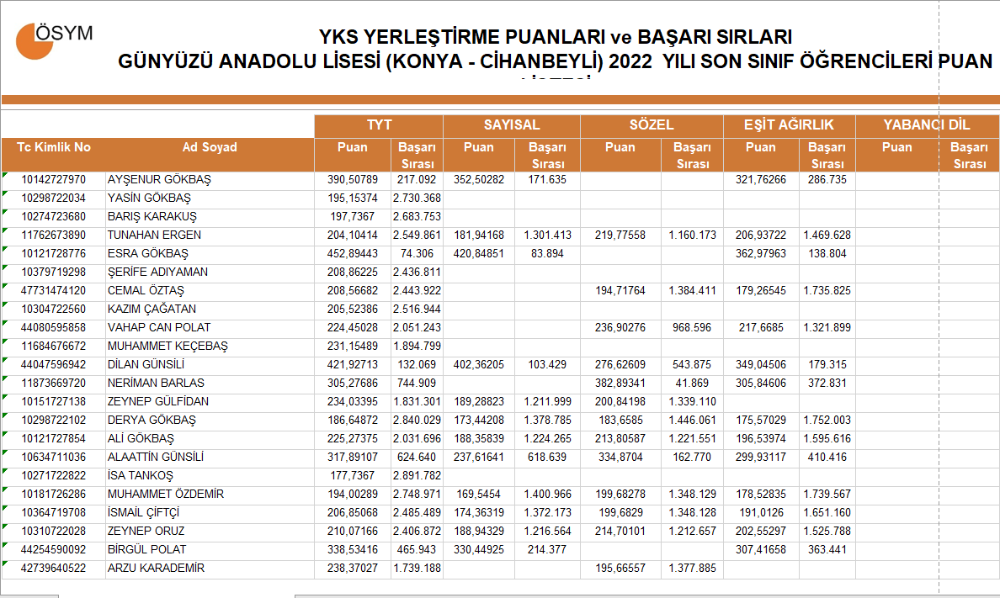 ÖSYM
YKS YERLEŞTİRME PUANLARI ve BAŞARI SIRLARI
GÜNYÜZÜ ANADOLU LİSESİ (KONYA - CİHANBEYLİ) 2022 YILI SON SINIF ÖĞRENCİLERİ PUAN
TYT SAYISAL SÖZEL EŞİT AĞIRLIK YABANCI DİL
Tc Kimlik No Ad Soyad Puan Başarı Sırası Puan Başarı Sırası Puan Başarı Sırası Puan Başarı Sırası Puan Başarı Sırası
10142727970 AYŞENUR GÖKBAŞ 390,50789 217.092 352,50282 171.635 321,76266 286.735
10298722034 YASİN GÖKBAŞ 195,15374 2.730.368
10274723680 BARIŞ KARAKUŞ 197,7367 2.683.753
11762673890 TUNAHAN ERGEN 204,10414 2.549.861 181,94168 1.301.413 219,77558 1.160.173 206,93722 1.469.628
10121728776 ESRA GÖKBAŞ 452,89443 74.306 420,84851 83.894 362,97963 138.804
10379719298 ŞERİFE ADIYAMAN 208,86225 2.436.811
47731474120 CEMAL ÖZTAŞ 208,56682 2.443.922 194,71764 1.384.411 179,26545 1.735.825
10304722560 KAZIM ÇAĞATAN 205,52386 2.516.944
44080595858 VAHAP CAN POLAT 224,45028 2.051.243 236,90276 968.596 217,6685 1.321.899
11684676672 MUHAMMET KEÇEBAŞ 231,15489 1.894.799
44047596942 DİLAN GÜNSİLİ 421,92713 132.069 402,36205 103.429 276,62609 543.875 349,04506 179.315
11873669720 NERİMAN BARLAS 305,27686 744.909 382,89341 41.869 305,84606 372.831
10151727138 ZEYNEP GÜLFİDAN 234,03395 1.831.301 189,28823 1.211.999 200,84198 1.339.110
10298722102 DERYA GÖKBAŞ 186,64872 2.840.029 173,44208 1.378.785 183,6585 1.446.061 175,57029 1.752.003
10121727854 ALİ GÖKBAŞ 225,27375 2.031.696 188,35839 1.224.265 213,80587 1.221.551 196,53974 1.595.616
10634711036 ALAATTİN GÜNSİLİ 317,89107 624.640 237,61641 618.639 334,8704 162.770 299,93117 410.416
10271722822 İSA TANKOŞ 177,7367 2.891.782
10181726286 MUHAMMET ÖZDEMİR 194,00289 2.748.971 169,5454 1.400.966 199,68278 1.348.129 178,52835 1.739.567
10364719708 İSMAİL ÇİFTÇİ 206,85068 2.485.489 174,36319 1.372.173 199,6829 1.348.128 191,0126 1.651.160
10310722028 ZEYNEP ORUZ 210,07166 2.406.872 188,94329 1.216.564 214,70101 1.212.657 202,55297 1.525.788
44254590092 BİRGÜL POLAT 338,53416 465.943 330,44925 214.377 307,41658 363.441
42739640522 ARZU KARADEMİR 238,37027 1.739.188 195,66557 1.377.885